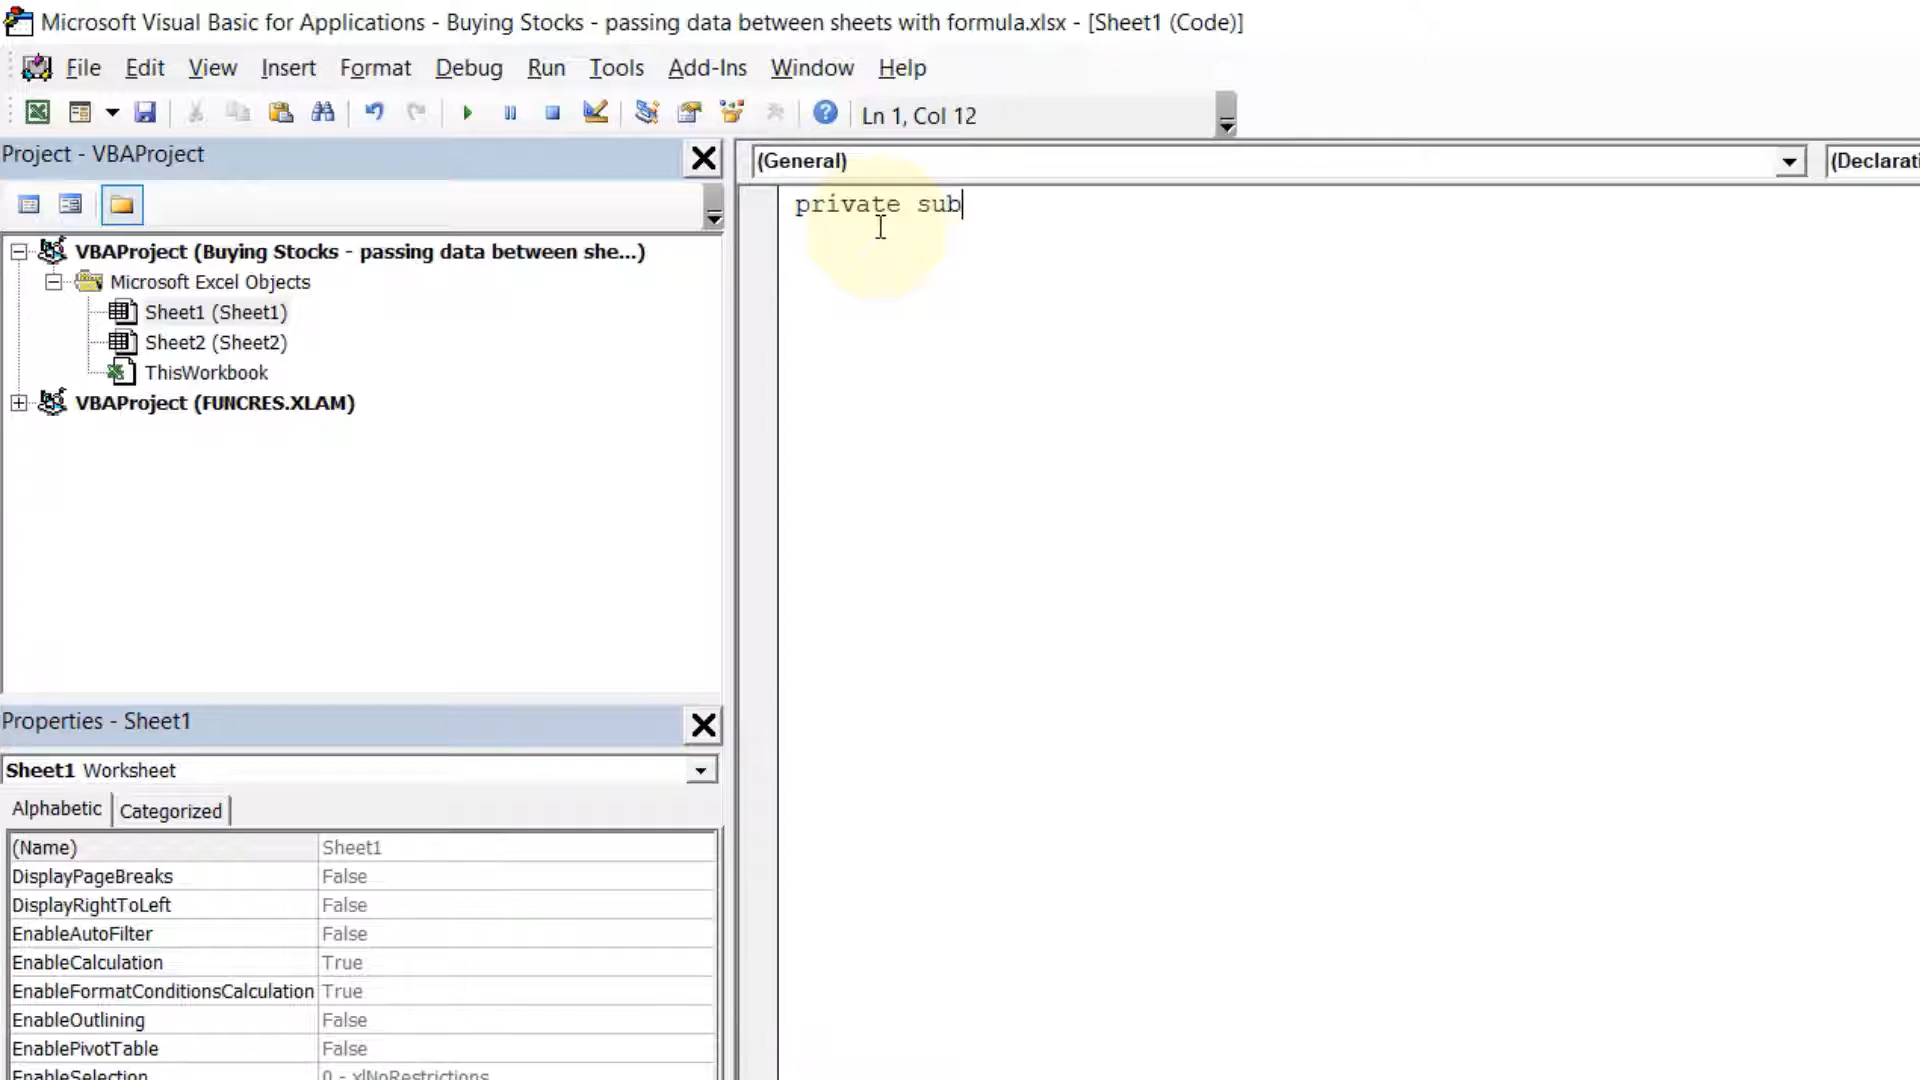 Microsoft Visual Basic for Applications - Buying Stocks - passing data between sheets with formula.xlsx - [Sheet1 (Code)]
File Edit View Insert Format Debug Run Tools Add-Ins Window Help
Ln 1, Col 12
Project - VBAProject
(General)
(Declarati
private sub
VBAProject (Buying Stocks - passing data between she...)
Microsoft Excel Objects
Sheet1 (Sheet1)
Sheet2 (Sheet2)
ThisWorkbook
VBAProject (FUNCRES.XLAM)
Properties - Sheet1
Sheet1 Worksheet
Alphabetic Categorized
(Name) Sheet1
DisplayPageBreaks False
DisplayRightToLeft False
EnableAutoFilter False
EnableCalculation True
EnableFormatConditionsCalculation True
EnableOutlining False
EnablePivotTable False
EnableSelection 0 - xlNoRestrictions